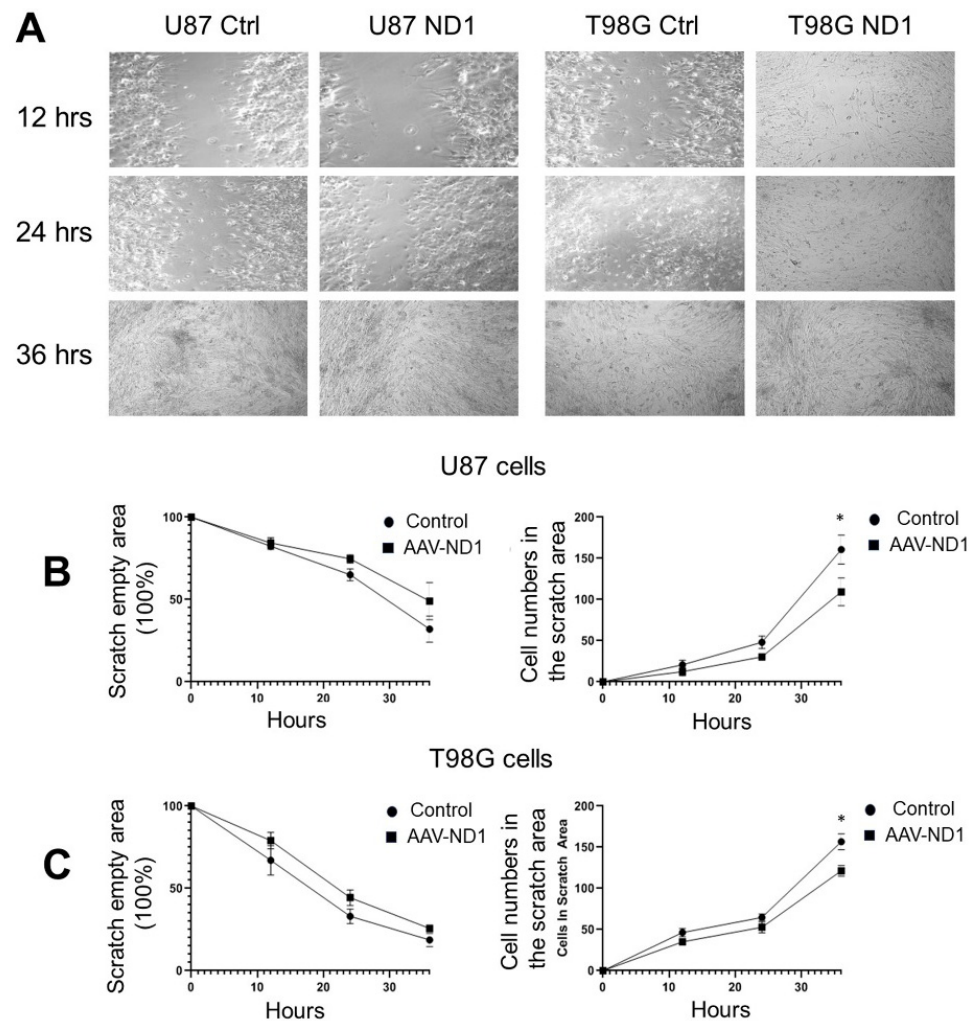 A
U87 Ctrl
U87 ND1
T98G Ctrl
T98G ND1
12 hrs
24 hrs
36 hrs
U87 cells
B
Scratch empty area
(100%)
100
50
0
0
10
20
30
Hours
Control
AAV-ND1
Cell numbers in
the scratch area
200
150
100
50
0
0
10
20
30
Hours
*
Control
AAV-ND1
T98G cells
C
Scratch empty area
(100%)
100
50
0
0
10
20
30
Hours
Control
AAV-ND1
Cell numbers in
the scratch area
Cells In Scratch Area
200
150
100
50
0
0
10
20
30
Hours
*
Control
AAV-ND1